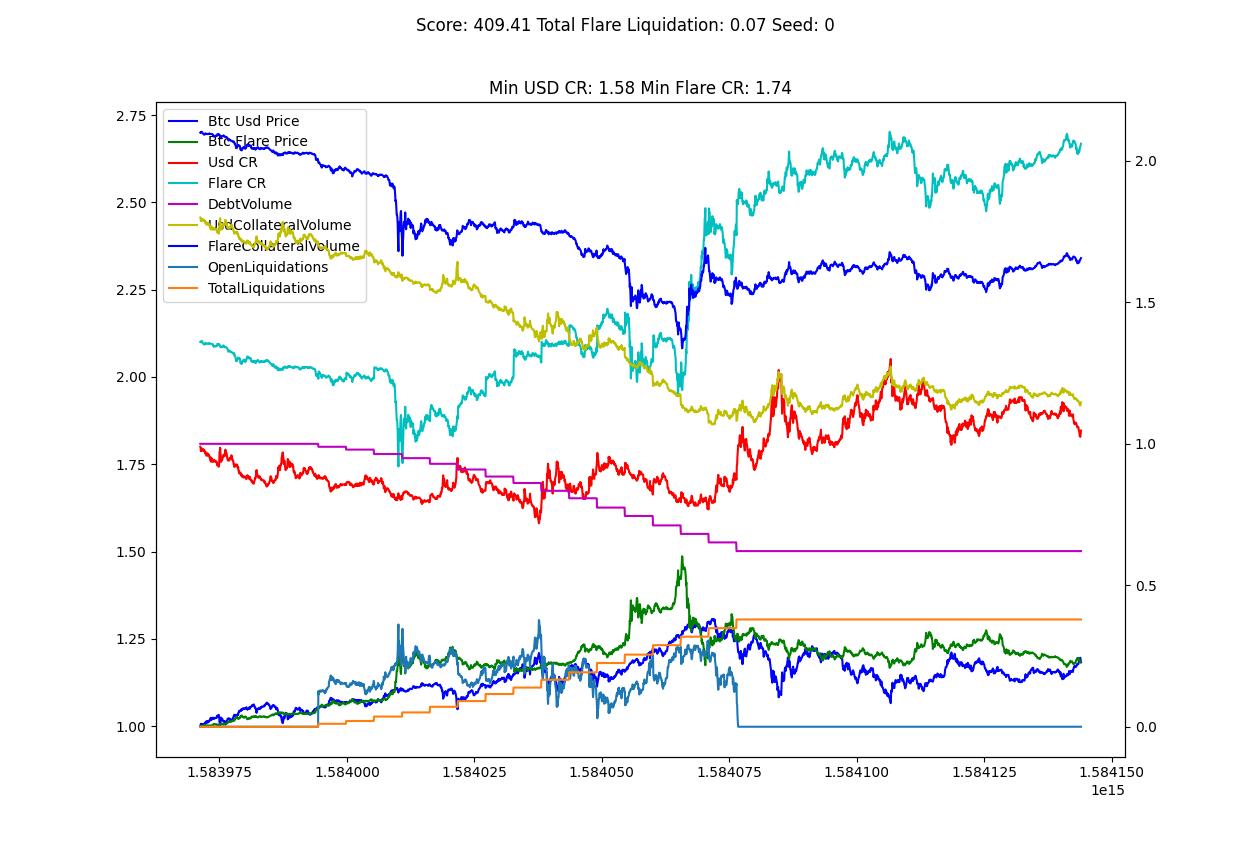 Score: 409.41 Total Flare Liquidation: 0.07 Seed: 0
Min USD CR: 1.58 Min Flare CR: 1.74
Btc Usd Price
Btc Flare Price
Usd CR
Flare CR
DebtVolume
UsdCollateralVolume
FlareCollateralVolume
OpenLiquidations
TotalLiquidations
2.75
2.50
2.25
2.00
1.75
1.50
1.25
1.00
2.0
1.5
1.0
0.5
0.0
1.583975 1.584000 1.584025 1.584050 1.584075 1.584100 1.584125 1.584150
1e15